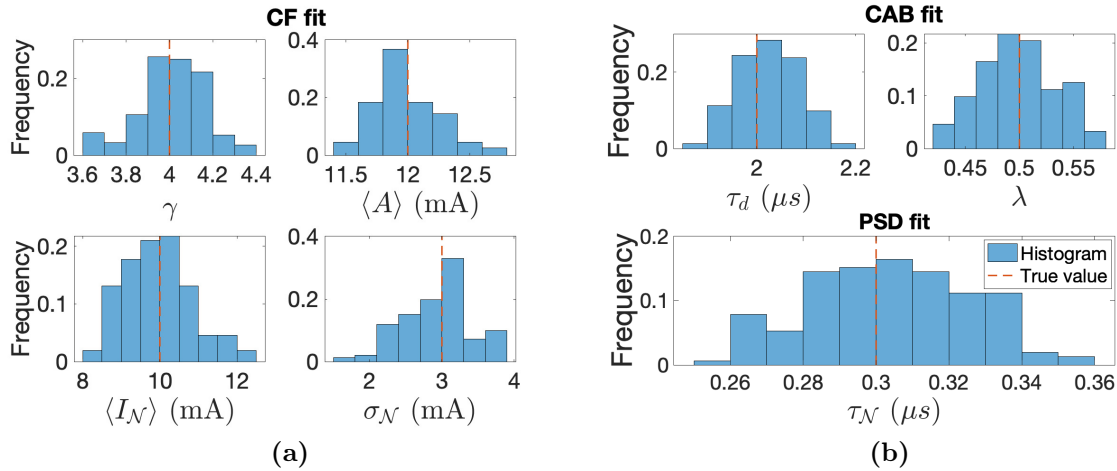 CF fit
Frequency
0.2
0
3.6 3.8 4 4.2 4.4
γ
0.4
0.2
0
11.5 12 12.5
⟨A⟩ (mA)
Frequency
0.2
0.1
0
8 10 12
⟨I_𝒩⟩ (mA)
0.4
0.2
0
2 3 4
σ_𝒩 (mA)
(a)
CAB fit
Frequency
0.2
0
2 2.2
τ_d (μs)
0.2
0.1
0
0.45 0.5 0.55
λ
PSD fit
Frequency
0.2
0.1
0
0.26 0.28 0.3 0.32 0.34 0.36
τ_𝒩 (μs)
Histogram
True value
(b)